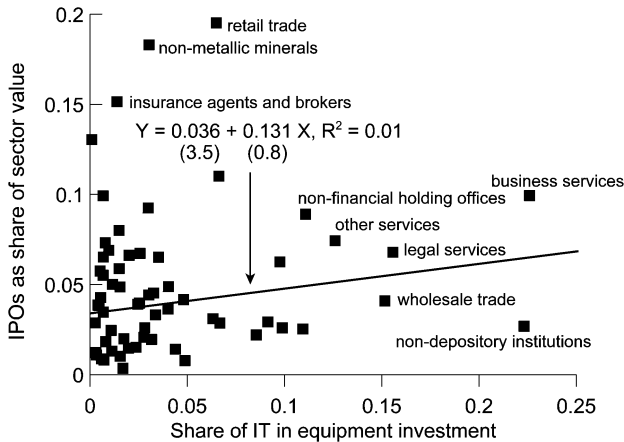 0.2
retail trade
non-metallic minerals
0.15
insurance agents and brokers
Y = 0.036 + 0.131 X, R² = 0.01
(3.5) (0.8)
business services
0.1
non-financial holding offices
other services
legal services
0.05
wholesale trade
non-depository institutions
0
0 0.05 0.1 0.15 0.2 0.25
Share of IT in equipment investment
IPOs as share of sector value